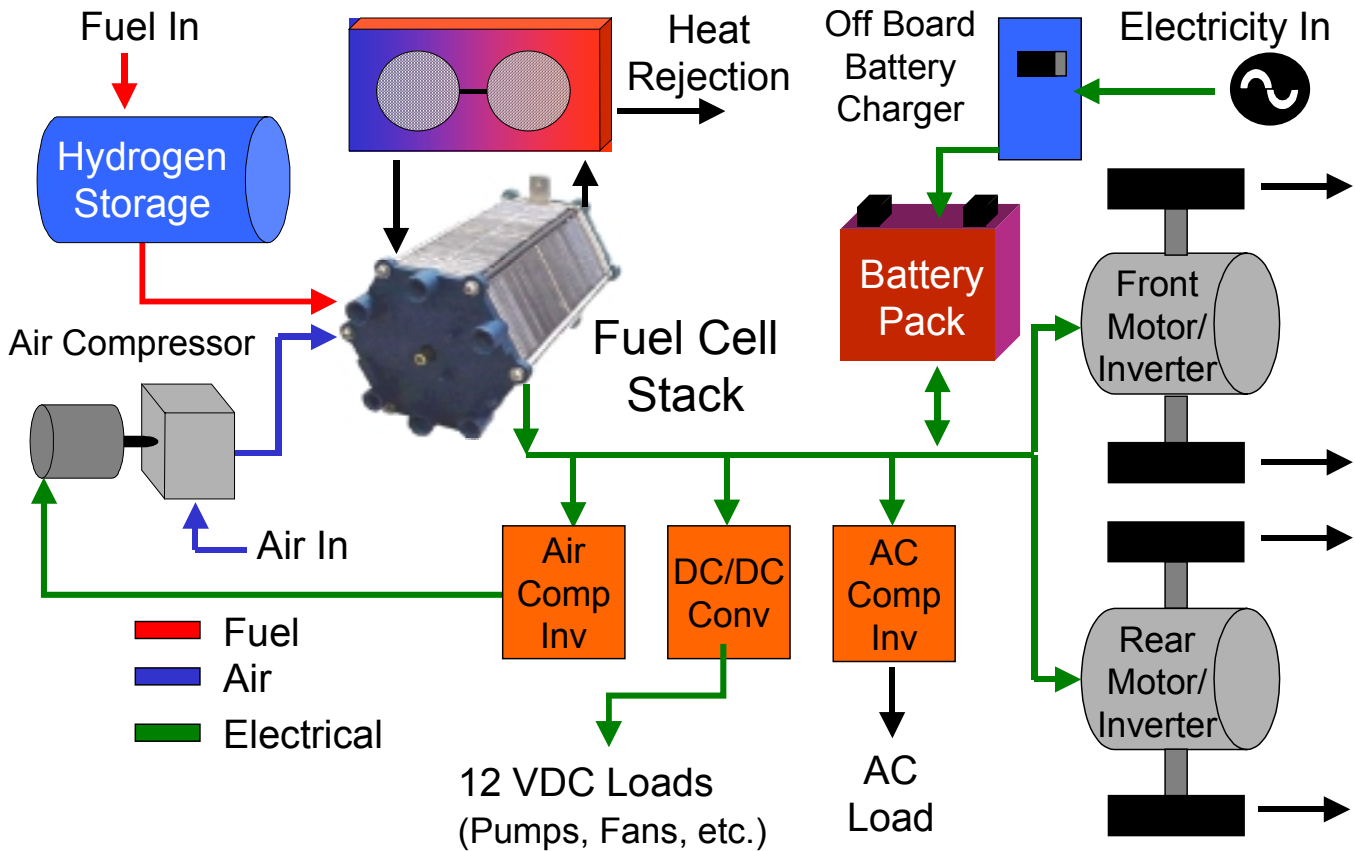 Fuel In
Heat
Rejection
Off Board
Battery
Charger
Electricity In
Hydrogen
Storage
Battery
Pack
Front
Motor/
Inverter
Air Compressor
Fuel Cell
Stack
Air In
Air
Comp
Inv
DC/DC
Conv
AC
Comp
Inv
Rear
Motor/
Inverter
Fuel
Air
Electrical
12 VDC Loads
(Pumps, Fans, etc.)
AC
Load